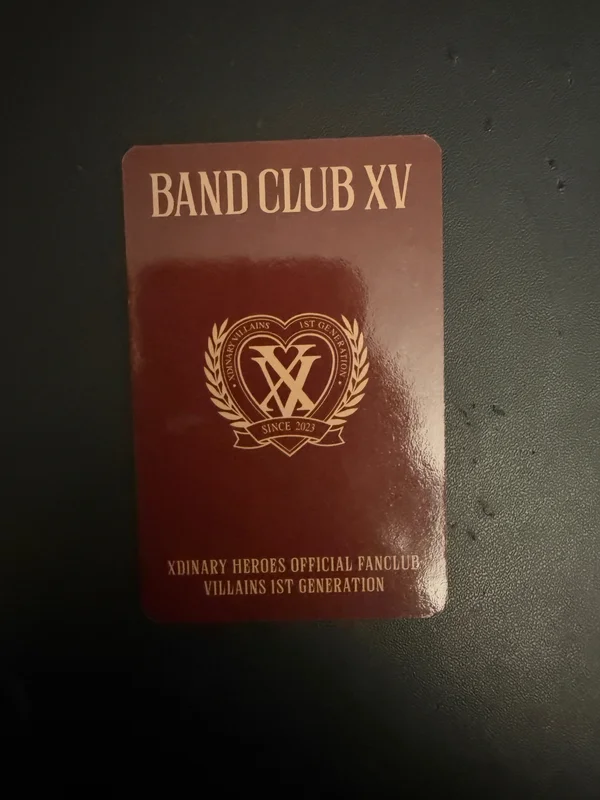 BAND CLUB XV
XDINARY VILLAINS 1ST GENERATION
XV
SINCE 2023
XDINARY HEROES OFFICIAL FANCLUB
VILLAINS 1ST GENERATION